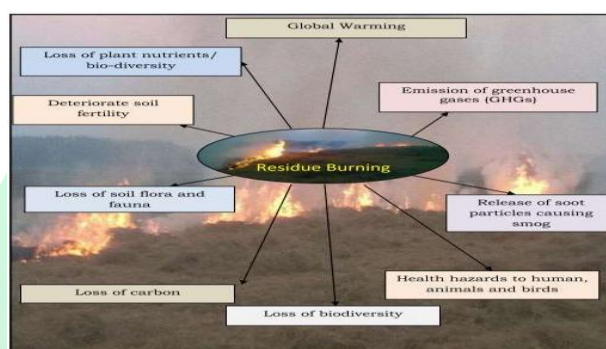 Global Warming
Loss of plant nutrients/
bio-diversity
Emission of greenhouse
gases (GHGs)
Deteriorate soil
fertility
Residue Burning
Loss of soil flora and
fauna
Release of soot
particles causing
smog
Health hazards to human,
animals and birds
Loss of carbon
Loss of biodiversity